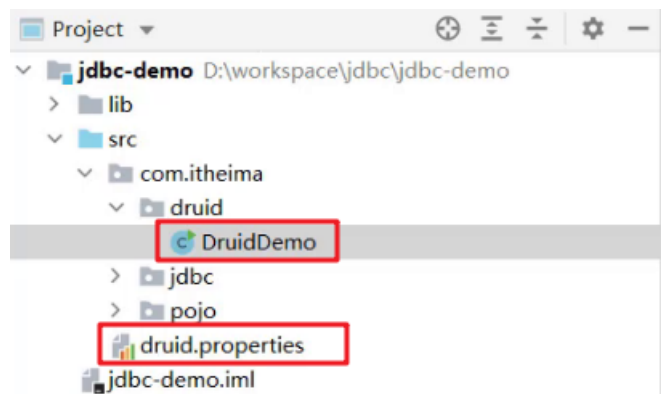 Project
jdbc-demo D:\workspace\jdbc\jdbc-demo
lib
src
com.itheima
druid
DruidDemo
jdbc
pojo
druid.properties
jdbc-demo.iml